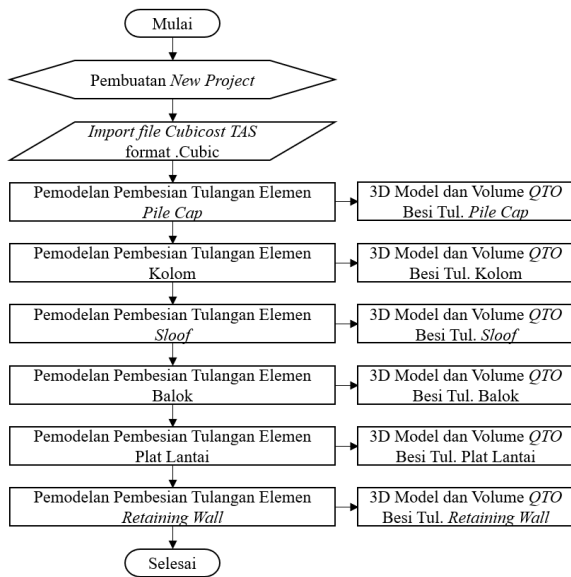 Mulai
Pembuatan New Project
Import file Cubicost TAS
format .Cubic
Pemodelan Pembesian Tulangan Elemen
Pile Cap
3D Model dan Volume QTO
Besi Tul. Pile Cap
Pemodelan Pembesian Tulangan Elemen
Kolom
3D Model dan Volume QTO
Besi Tul. Kolom
Pemodelan Pembesian Tulangan Elemen
Sloof
3D Model dan Volume QTO
Besi Tul. Sloof
Pemodelan Pembesian Tulangan Elemen
Balok
3D Model dan Volume QTO
Besi Tul. Balok
Pemodelan Pembesian Tulangan Elemen
Plat Lantai
3D Model dan Volume QTO
Besi Tul. Plat Lantai
Pemodelan Pembesian Tulangan Elemen
Retaining Wall
3D Model dan Volume QTO
Besi Tul. Retaining Wall
Selesai